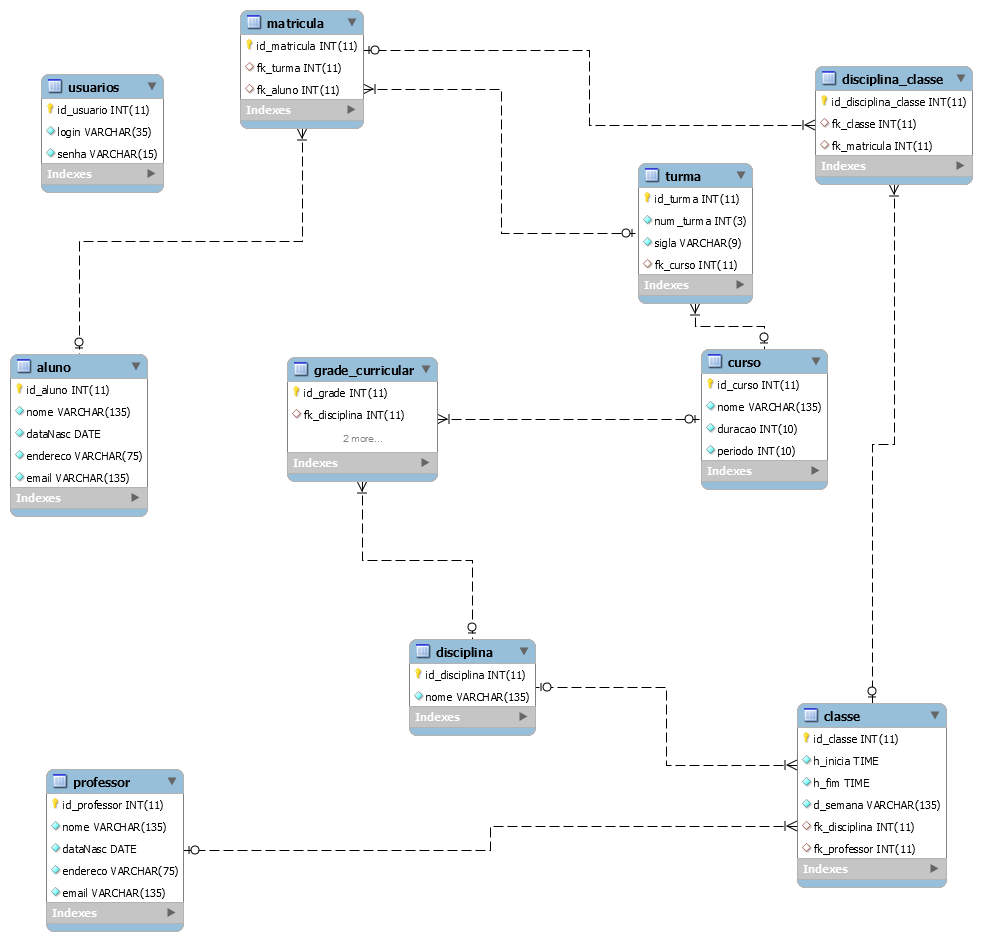 matricula
id_matricula INT(11)
fk_turma INT(11)
fk_aluno INT(11)
Indexes
usuarios
id_usuario INT(11)
login VARCHAR(35)
senha VARCHAR(15)
Indexes
disciplina_classe
id_disciplina_classe INT(11)
fk_classe INT(11)
fk_matricula INT(11)
Indexes
turma
id_turma INT(11)
num_turma INT(3)
sigla VARCHAR(9)
fk_curso INT(11)
Indexes
aluno
id_aluno INT(11)
nome VARCHAR(135)
dataNasc DATE
endereco VARCHAR(75)
email VARCHAR(135)
Indexes
grade_curricular
id_grade INT(11)
fk_disciplina INT(11)
2 more...
Indexes
curso
id_curso INT(11)
nome VARCHAR(135)
duracao INT(10)
periodo INT(10)
Indexes
disciplina
id_disciplina INT(11)
nome VARCHAR(135)
Indexes
classe
id_classe INT(11)
h_inicia TIME
h_fim TIME
d_semana VARCHAR(135)
fk_disciplina INT(11)
fk_professor INT(11)
Indexes
professor
id_professor INT(11)
nome VARCHAR(135)
dataNasc DATE
endereco VARCHAR(75)
email VARCHAR(135)
Indexes